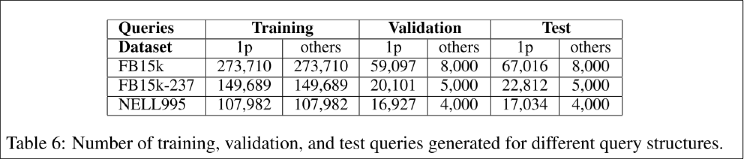 Queries Training Validation Test
Dataset 1p others 1p others 1p others
FB15k 273,710 273,710 59,097 8,000 67,016 8,000
FB15k-237 149,689 149,689 20,101 5,000 22,812 5,000
NELL995 107,982 107,982 16,927 4,000 17,034 4,000
Table 6: Number of training, validation, and test queries generated for different query structures.